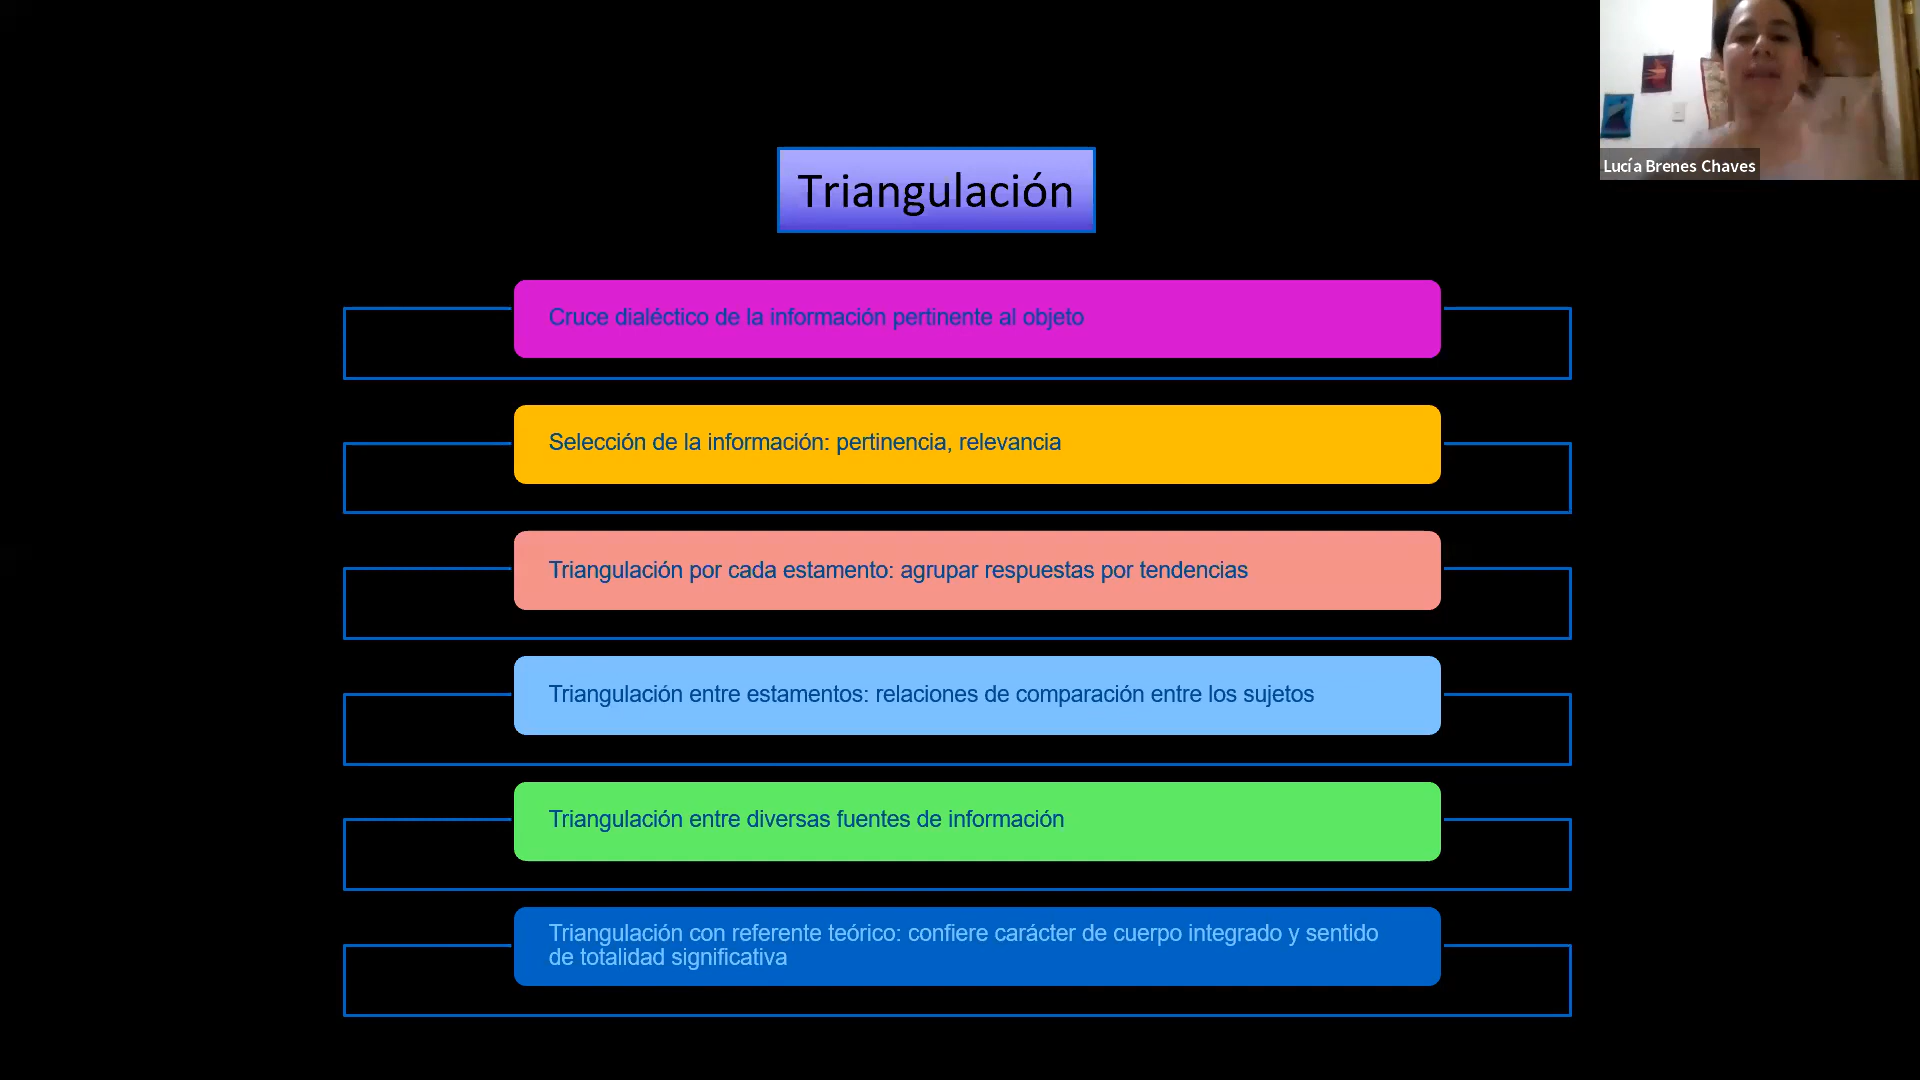 Lucía Brenes Chaves
Triangulación
Cruce dialéctico de la información pertinente al objeto
Selección de la información: pertinencia, relevancia
Triangulación por cada estamento: agrupar respuestas por tendencias
Triangulación entre estamentos: relaciones de comparación entre los sujetos
Triangulación entre diversas fuentes de información
Triangulación con referente teórico: confiere carácter de cuerpo integrado y sentido
de totalidad significativa